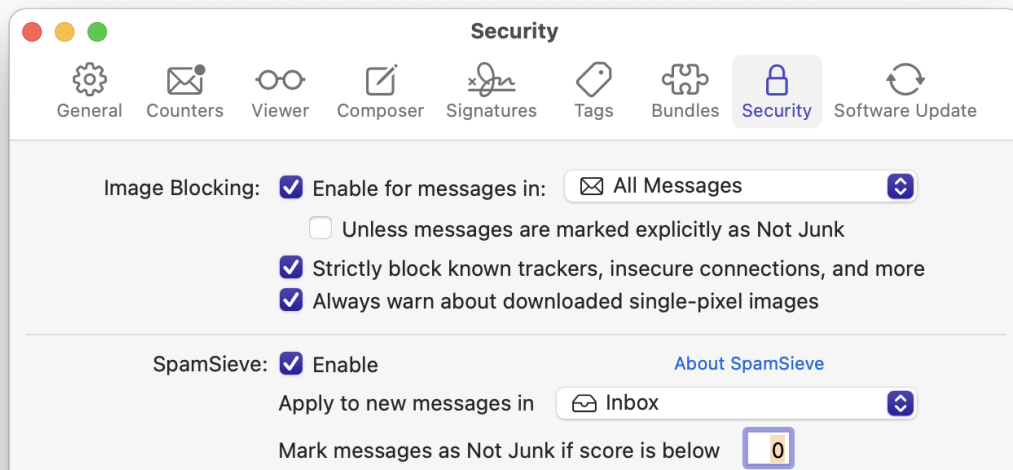 Security
General Counters Viewer Composer Signatures Tags Bundles Security Software Update
Image Blocking: Enable for messages in: All Messages
Unless messages are marked explicitly as Not Junk
Strictly block known trackers, insecure connections, and more
Always warn about downloaded single-pixel images
SpamSieve: Enable About SpamSieve
Apply to new messages in Inbox
Mark messages as Not Junk if score is below 0